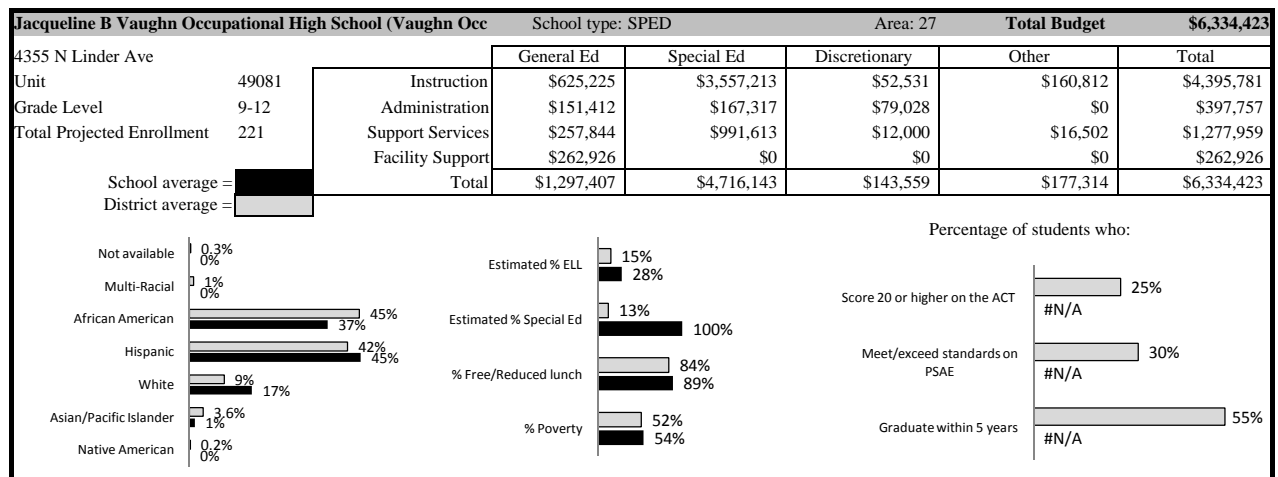 Jacqueline B Vaughn Occupational High School (Vaughn Occ School type: SPED Area: 27 Total Budget $6,334,423
4355 N Linder Ave General Ed Special Ed Discretionary Other Total
Unit 49081 Instruction $625,225 $3,557,213 $52,531 $160,812 $4,395,781
Grade Level 9-12 Administration $151,412 $167,317 $79,028 $0 $397,757
Total Projected Enrollment 221 Support Services $257,844 $991,613 $12,000 $16,502 $1,277,959
Facility Support $262,926 $0 $0 $0 $262,926
School average = Total $1,297,407 $4,716,143 $143,559 $177,314 $6,334,423
District average =
Not available 0.3%
0%
Multi-Racial 1%
0%
African American 45%
37%
Hispanic 42%
45%
White 9%
17%
Asian/Pacific Islander 3.6%
1%
Native American 0.2%
0%
Estimated % ELL 15%
28%
Estimated % Special Ed 13%
100%
% Free/Reduced lunch 84%
89%
% Poverty 52%
54%
Percentage of students who:
Score 20 or higher on the ACT 25%
#N/A
Meet/exceed standards on
PSAE 30%
#N/A
Graduate within 5 years 55%
#N/A